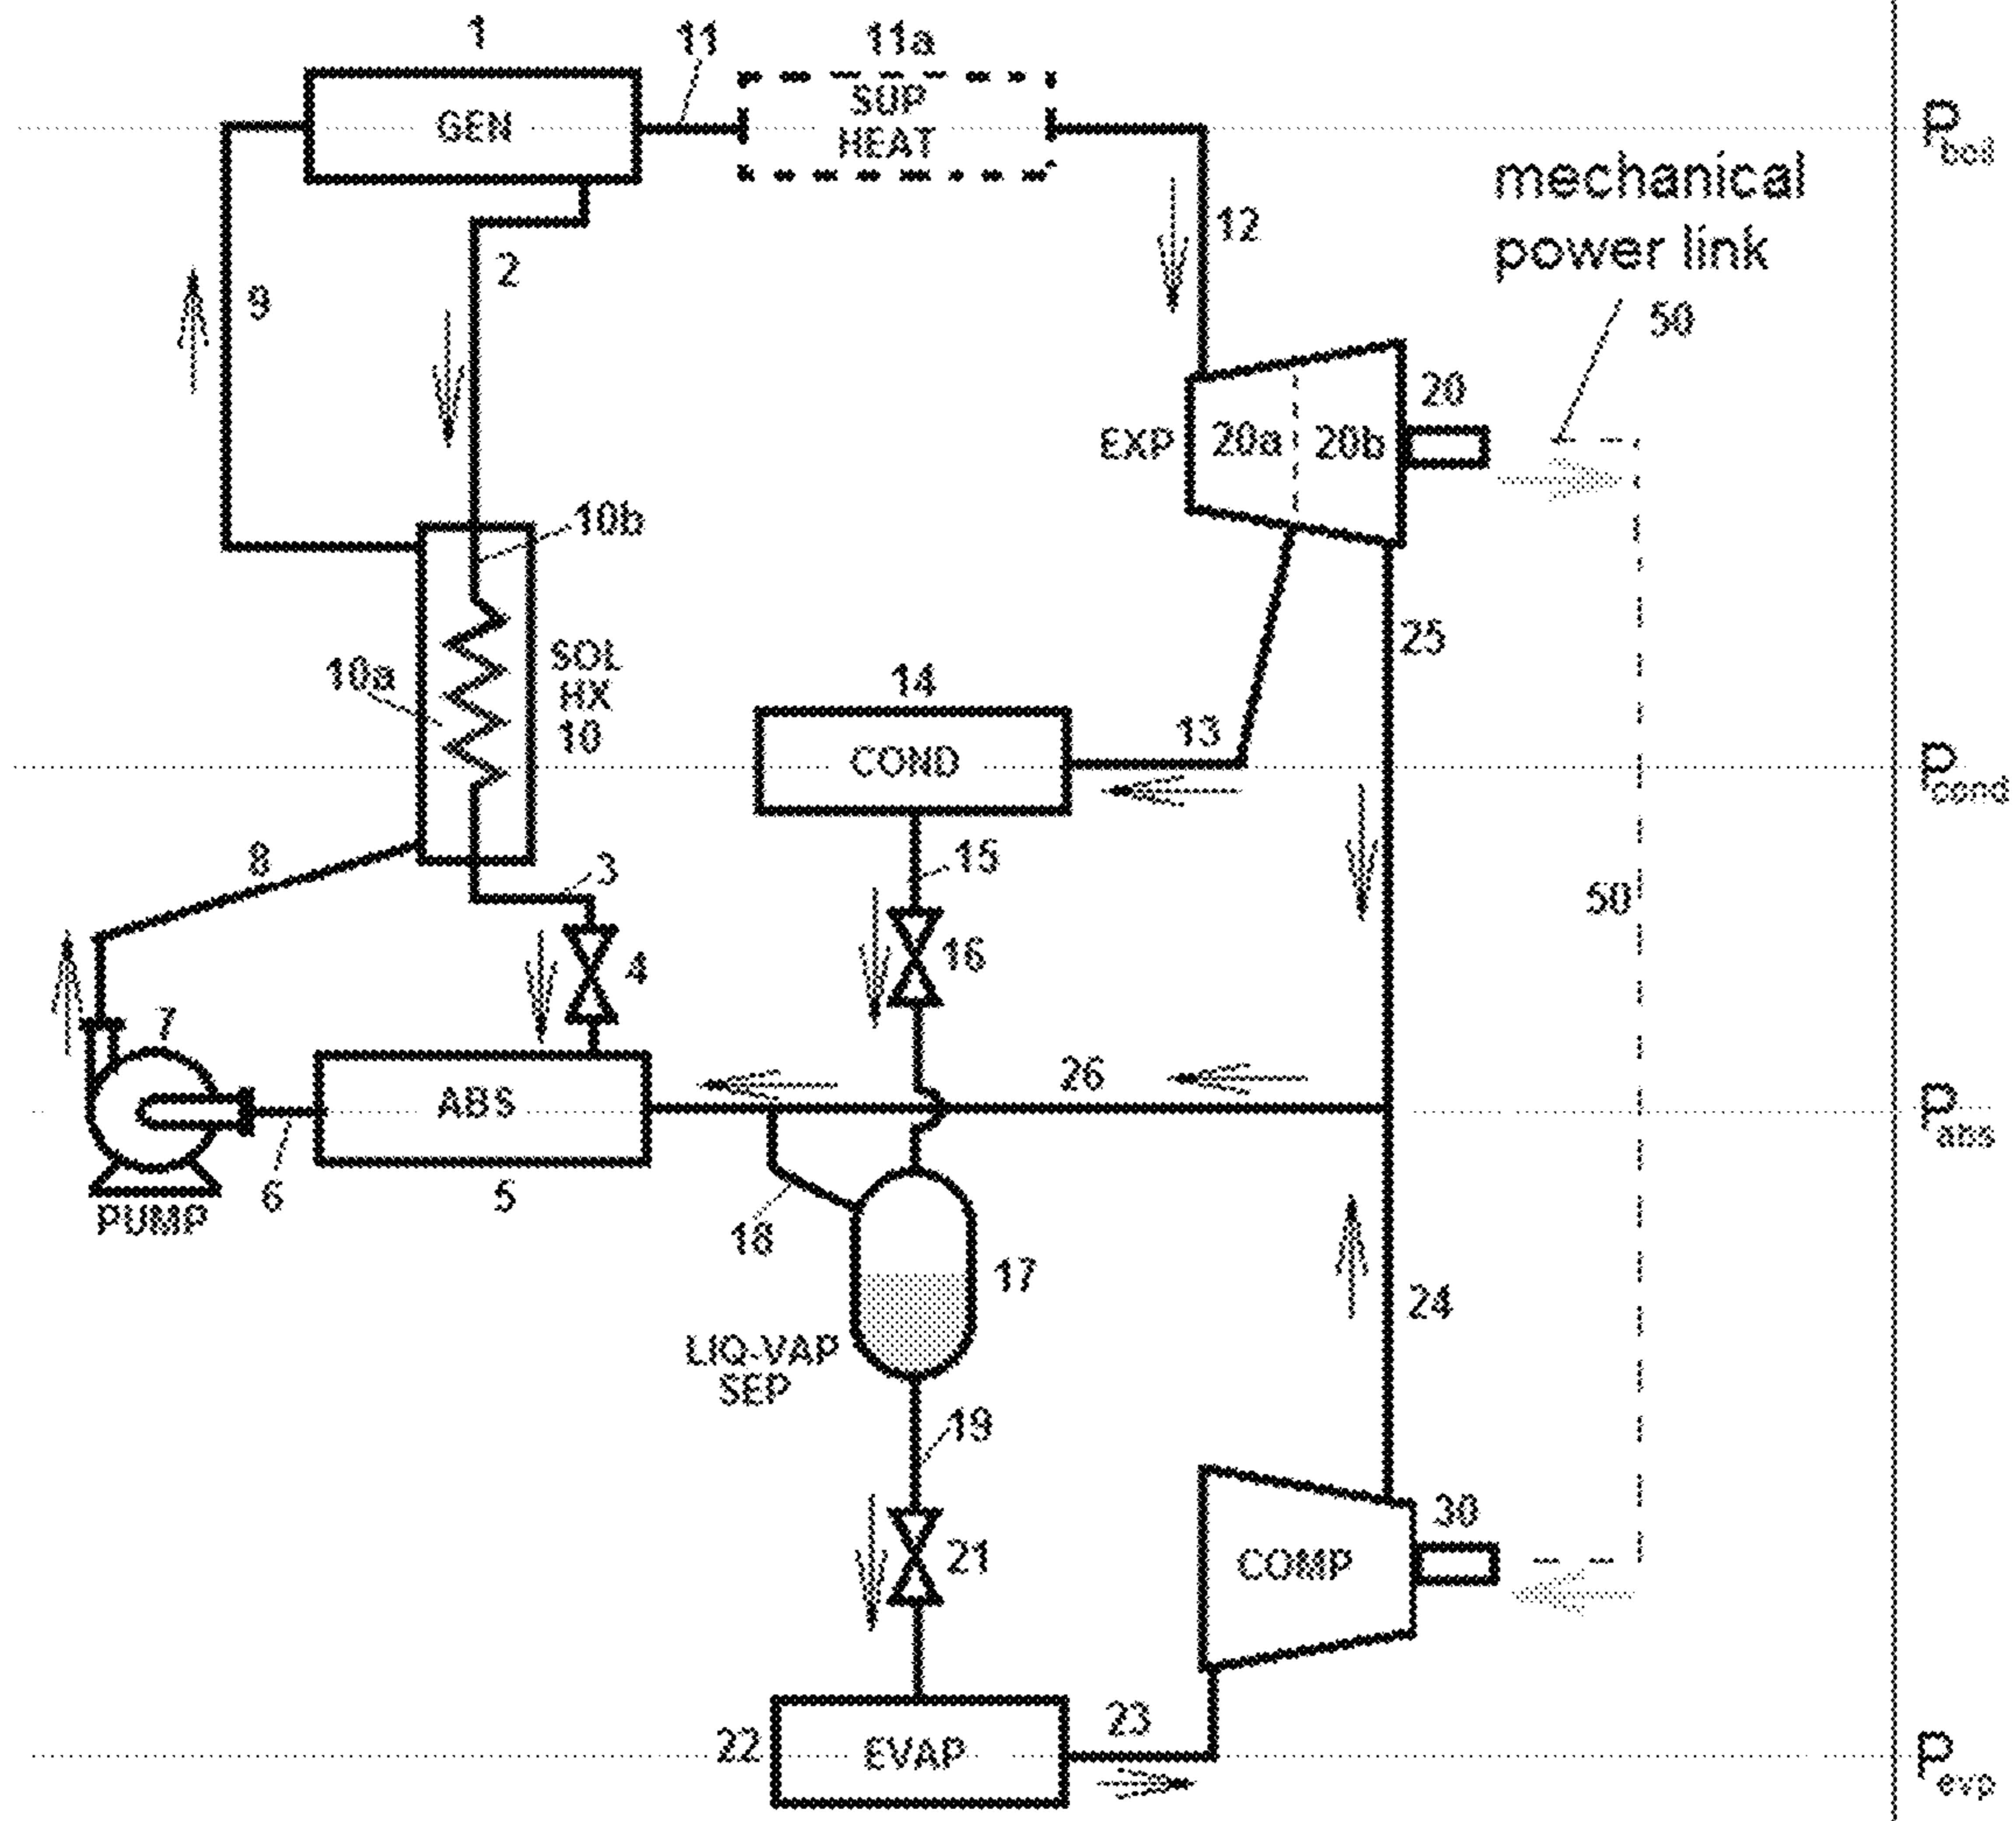 1
11
11a
GEN
SUP
HEAT
P boil
mechanical
power link
50
12
2
9
20
EXP
20a
20b
10b
25
10a
SOL
HX
10
14
13
COND
P cond
8
3
15
50
4
16
7
26
ABS
P abs
6
5
PUMP
18
17
24
LIQ-VAP
SEP
19
30
21
COMP
23
22
EVAP
P evp